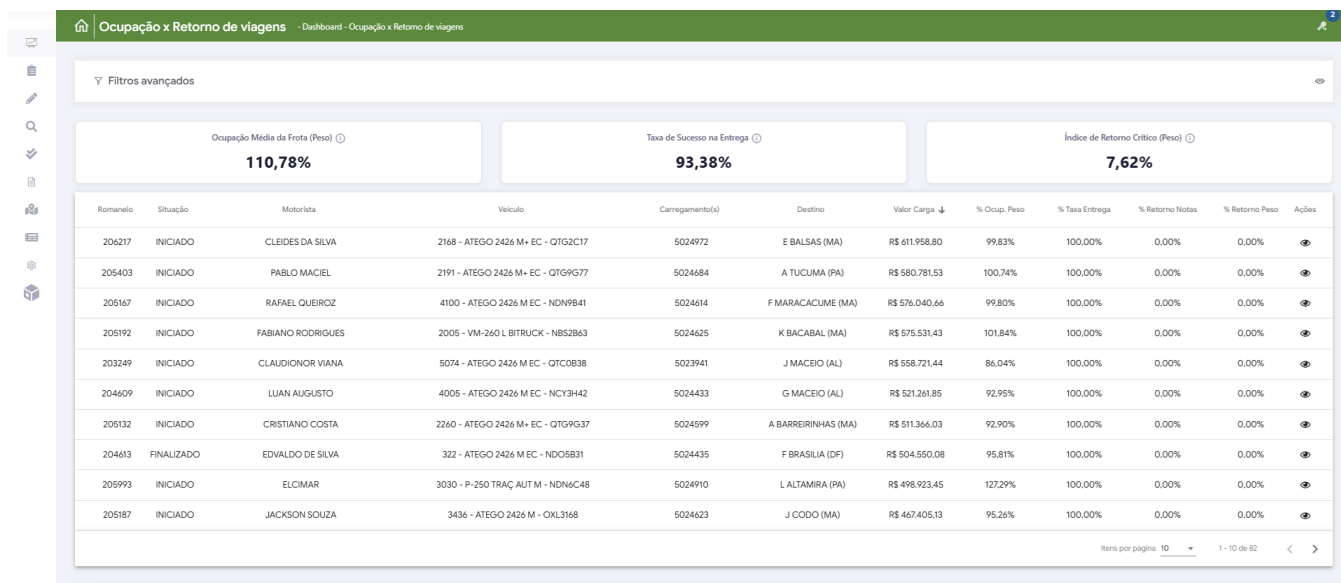 2
Ocupação x Retorno de viagens - Dashboard - Ocupação x Retorno de viagens
Filtros avançados
Ocupação Média da Frota (Peso) Taxa de Sucesso na Entrega Índice de Retorno Crítico (Peso)
110,78% 93,38% 7,62%
Romaneio Situação Motorista Veículo Carregamento(s) Destino Valor Carga ↓ % Ocup. Peso % Taxa Entrega % Retorno Notas % Retorno Peso Ações
206217 INICIADO CLEIDES DA SILVA 2168 - ATEGO 2426 M+ EC - QTG2C17 5024972 E BALSAS (MA) R$ 611.958,80 99,83% 100,00% 0,00% 0,00%
205403 INICIADO PABLO MACIEL 2191 - ATEGO 2426 M+ EC - QTG9G77 5024684 A TUCUMA (PA) R$ 580.781,53 100,74% 100,00% 0,00% 0,00%
205167 INICIADO RAFAEL QUEIROZ 4100 - ATEGO 2426 M EC - NDN9B41 5024614 F MARACACUME (MA) R$ 576.040,66 99,80% 100,00% 0,00% 0,00%
205192 INICIADO FABIANO RODRIGUES 2005 - VM-260 L BITRUCK - NBS2B63 5024625 K BACABAL (MA) R$ 575.531,43 101,84% 100,00% 0,00% 0,00%
203249 INICIADO CLAUDIONOR VIANA 5074 - ATEGO 2426 M EC - QTC0B38 5023941 J MACEIO (AL) R$ 558.721,44 86,04% 100,00% 0,00% 0,00%
204609 INICIADO LUAN AUGUSTO 4005 - ATEGO 2426 M EC - NCY3H42 5024433 G MACEIO (AL) R$ 521.261,85 92,95% 100,00% 0,00% 0,00%
205132 INICIADO CRISTIANO COSTA 2260 - ATEGO 2426 M+ EC - QTG9G37 5024599 A BARREIRINHAS (MA) R$ 511.366,03 92,90% 100,00% 0,00% 0,00%
204613 FINALIZADO EDVALDO DE SILVA 322 - ATEGO 2426 M EC - NDO5B31 5024435 F BRASILIA (DF) R$ 504.550,08 95,81% 100,00% 0,00% 0,00%
205993 INICIADO ELCIMAR 3030 - P-250 TRAÇ AUT M - NDN6C48 5024910 L ALTAMIRA (PA) R$ 498.923,45 127,29% 100,00% 0,00% 0,00%
205187 INICIADO JACKSON SOUZA 3436 - ATEGO 2426 M - OXL3168 5024623 J CODO (MA) R$ 467.405,13 95,26% 100,00% 0,00% 0,00%
Itens por página 10 1 - 10 de 82